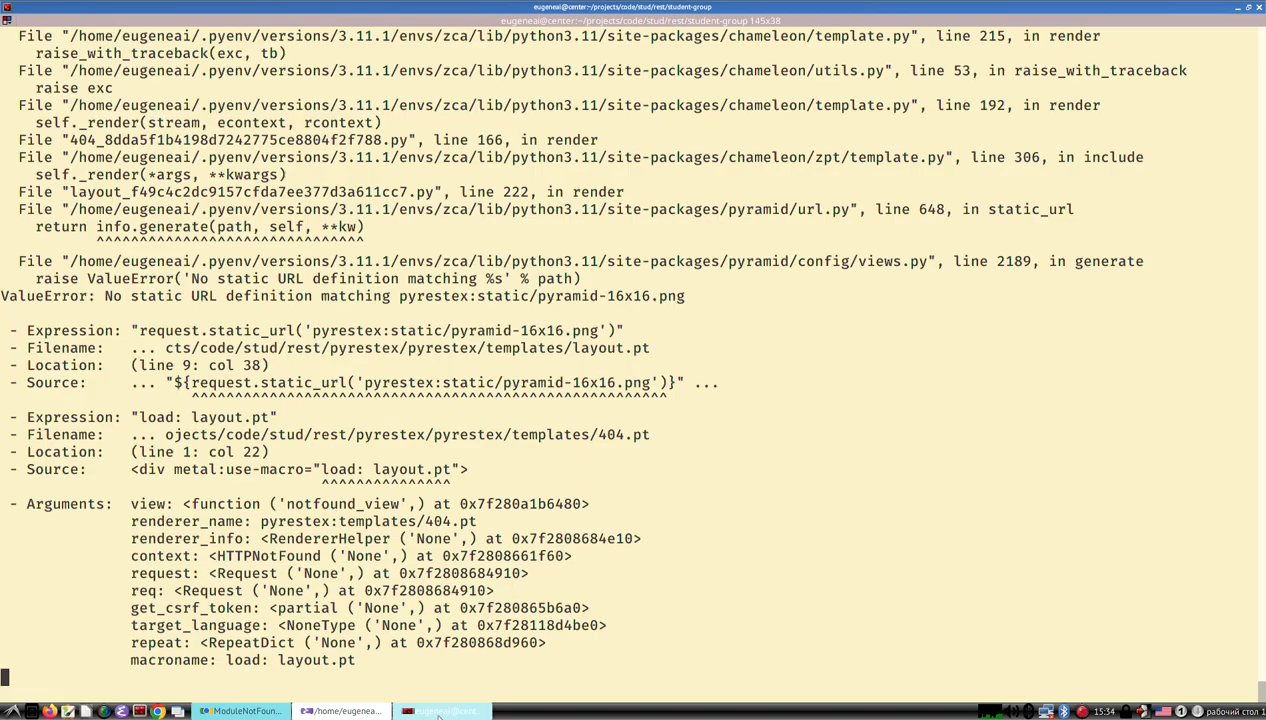 eugeneai@center:~/projects/code/stud/rest/student-group
eugeneai@center:~/projects/code/stud/rest/student-group 145x38
File "/home/eugeneai/.pyenv/versions/3.11.1/envs/zca/lib/python3.11/site-packages/chameleon/template.py", line 215, in render
raise_with_traceback(exc, tb)
File "/home/eugeneai/.pyenv/versions/3.11.1/envs/zca/lib/python3.11/site-packages/chameleon/utils.py", line 53, in raise_with_traceback
raise exc
File "/home/eugeneai/.pyenv/versions/3.11.1/envs/zca/lib/python3.11/site-packages/chameleon/template.py", line 192, in render
self._render(stream, econtext, rcontext)
File "404_8dda5f1b4198d7242775ce8804f2f788.py", line 166, in render
File "/home/eugeneai/.pyenv/versions/3.11.1/envs/zca/lib/python3.11/site-packages/chameleon/zpt/template.py", line 306, in include
self._render(*args, **kwargs)
File "layout_f49c4c2dc9157cfda7ee377d3a611cc7.py", line 222, in render
File "/home/eugeneai/.pyenv/versions/3.11.1/envs/zca/lib/python3.11/site-packages/pyramid/url.py", line 648, in static_url
return info.generate(path, self, **kw)
^^^^^^^^^^^^^^^^^^^^^^^^^^^^^^^
File "/home/eugeneai/.pyenv/versions/3.11.1/envs/zca/lib/python3.11/site-packages/pyramid/config/views.py", line 2189, in generate
raise ValueError('No static URL definition matching %s' % path)
ValueError: No static URL definition matching pyrestex:static/pyramid-16x16.png
- Expression: "request.static_url('pyrestex:static/pyramid-16x16.png')"
- Filename: ... cts/code/stud/rest/pyrestex/pyrestex/templates/layout.pt
- Location: (line 9: col 38)
- Source: ... "${request.static_url('pyrestex:static/pyramid-16x16.png')}" ...
^^^^^^^^^^^^^^^^^^^^^^^^^^^^^^^^^^^^^^^^^^^^^^^^^^^^^^^
- Expression: "load: layout.pt"
- Filename: ... ojects/code/stud/rest/pyrestex/pyrestex/templates/404.pt
- Location: (line 1: col 22)
- Source: <div metal:use-macro="load: layout.pt">
^^^^^^^^^^^^^^^
- Arguments: view: <function ('notfound_view',) at 0x7f280a1b6480>
renderer_name: pyrestex:templates/404.pt
renderer_info: <RendererHelper ('None',) at 0x7f2808684e10>
context: <HTTPNotFound ('None',) at 0x7f2808661f60>
request: <Request ('None',) at 0x7f2808684910>
req: <Request ('None',) at 0x7f2808684910>
get_csrf_token: <partial ('None',) at 0x7f280865b6a0>
target_language: <NoneType ('None',) at 0x7f28118d4be0>
repeat: <RepeatDict ('None',) at 0x7f280868d960>
macroname: load: layout.pt
ModuleNotFoun... /home/eugeneai... eugeneai@cent... 15:34 рабочий стол 1